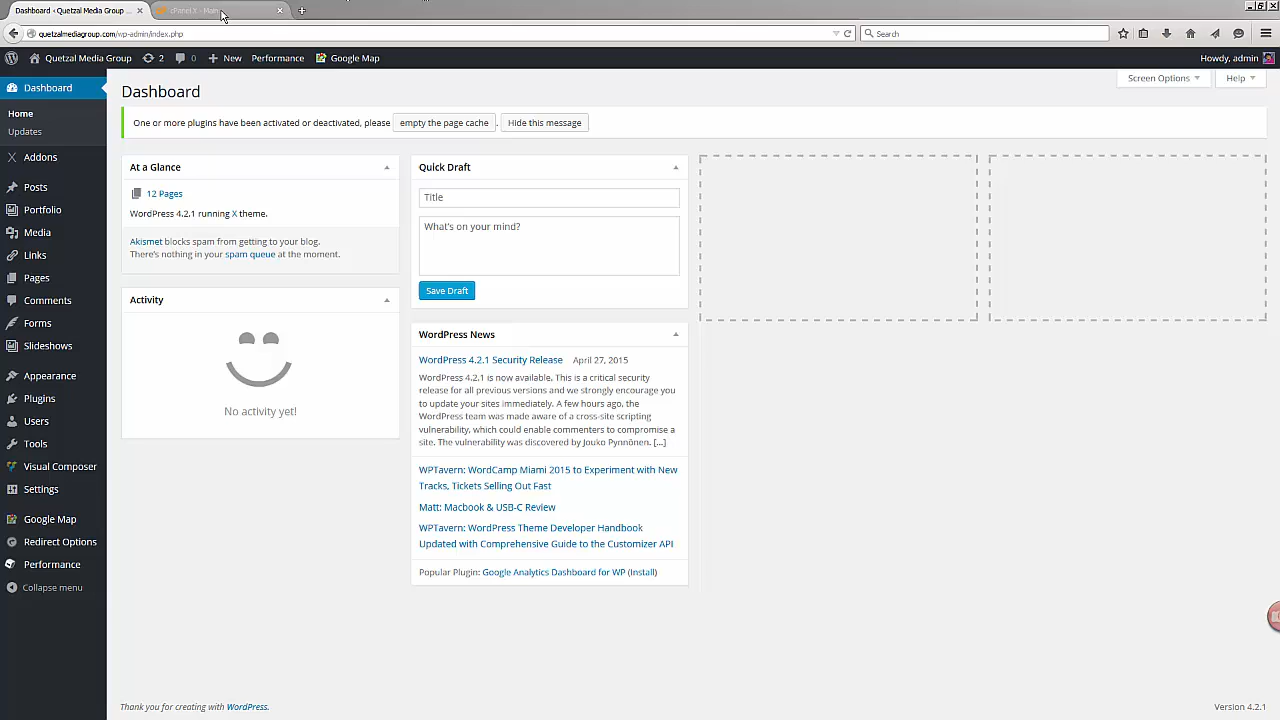 Dashboard ‹ Quetzal Media Group ...
cPanel X - Main
quetzalmediagroup.com/wp-admin/index.php
Search
Quetzal Media Group
2
0
New
Performance
Google Map
Howdy, admin
Dashboard
Home
Updates
Addons
Posts
Portfolio
Media
Links
Pages
Comments
Forms
Slideshows
Appearance
Plugins
Users
Tools
Visual Composer
Settings
Google Map
Redirect Options
Performance
Collapse menu
Dashboard
Screen Options
Help
One or more plugins have been activated or deactivated, please empty the page cache. Hide this message
At a Glance
12 Pages
WordPress 4.2.1 running X theme.
Akismet blocks spam from getting to your blog.
There's nothing in your spam queue at the moment.
Activity
No activity yet!
Quick Draft
Title
What's on your mind?
Save Draft
WordPress News
WordPress 4.2.1 Security Release April 27, 2015
WordPress 4.2.1 is now available. This is a critical security
release for all previous versions and we strongly encourage you
to update your sites immediately. A few hours ago, the
WordPress team was made aware of a cross-site scripting
vulnerability, which could enable commenters to compromise a
site. The vulnerability was discovered by Jouko Pynnönen. [...]
WPTavern: WordCamp Miami 2015 to Experiment with New
Tracks, Tickets Selling Out Fast
Matt: Macbook & USB-C Review
WPTavern: WordPress Theme Developer Handbook
Updated with Comprehensive Guide to the Customizer API
Popular Plugin: Google Analytics Dashboard for WP (Install)
Thank you for creating with WordPress.
Version 4.2.1